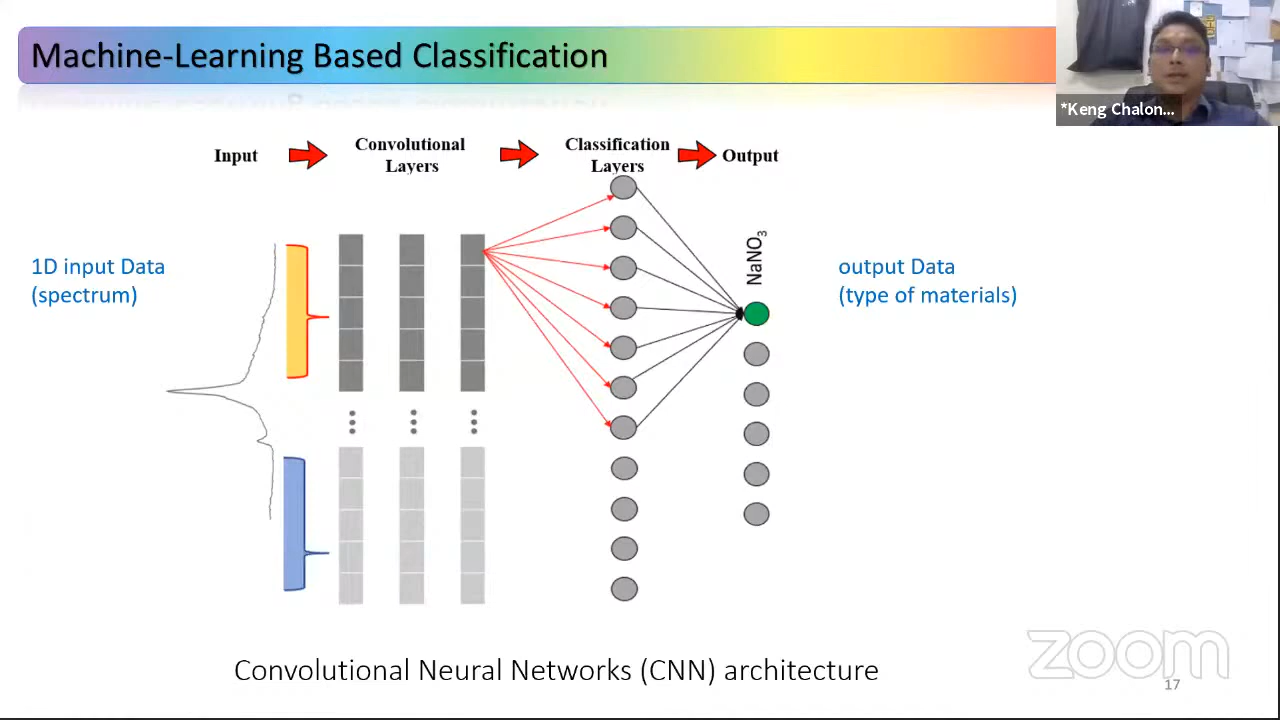 Machine-Learning Based Classification
*Keng Chalon...
Input
Convolutional
Layers
Classification
Layers
Output
1D input Data
(spectrum)
NaNO₃
output Data
(type of materials)
Convolutional Neural Networks (CNN) architecture
zoom
17